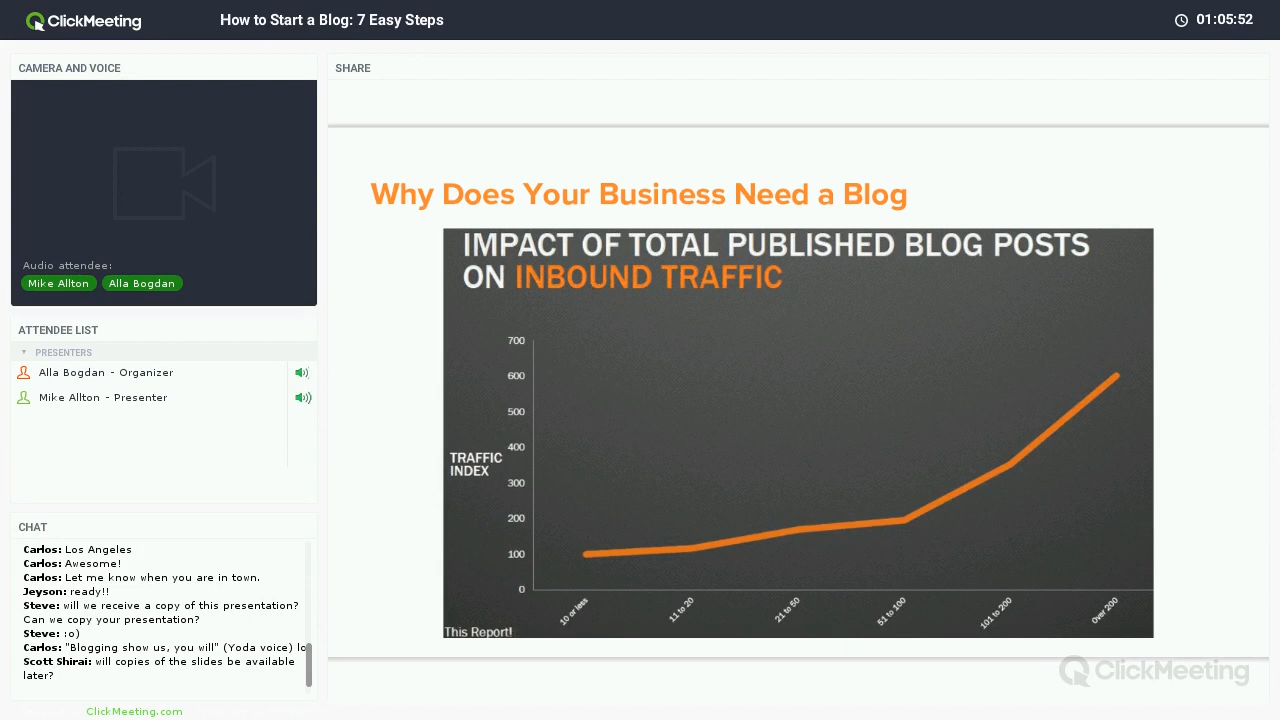 ClickMeeting
How to Start a Blog: 7 Easy Steps
01:05:52
CAMERA AND VOICE
Audio attendee:
Mike Allton
Alla Bogdan
ATTENDEE LIST
PRESENTERS
Alla Bogdan - Organizer
Mike Allton - Presenter
CHAT
Carlos: Los Angeles
Carlos: Awesome!
Carlos: Let me know when you are in town.
Jeyson: ready!!
Steve: will we receive a copy of this presentation?
Can we copy your presentation?
Steve: :o)
Carlos: "Blogging show us, you will" (Yoda voice) lo
Scott Shirai: will copies of the slides be available
later?
ClickMeeting.com
SHARE
Why Does Your Business Need a Blog
IMPACT OF TOTAL PUBLISHED BLOG POSTS
ON INBOUND TRAFFIC
700
600
500
400
300
200
100
0
TRAFFIC
INDEX
10 or less
11 to 20
21 to 50
51 to 100
101 to 200
Over 200
This Report!
ClickMeeting